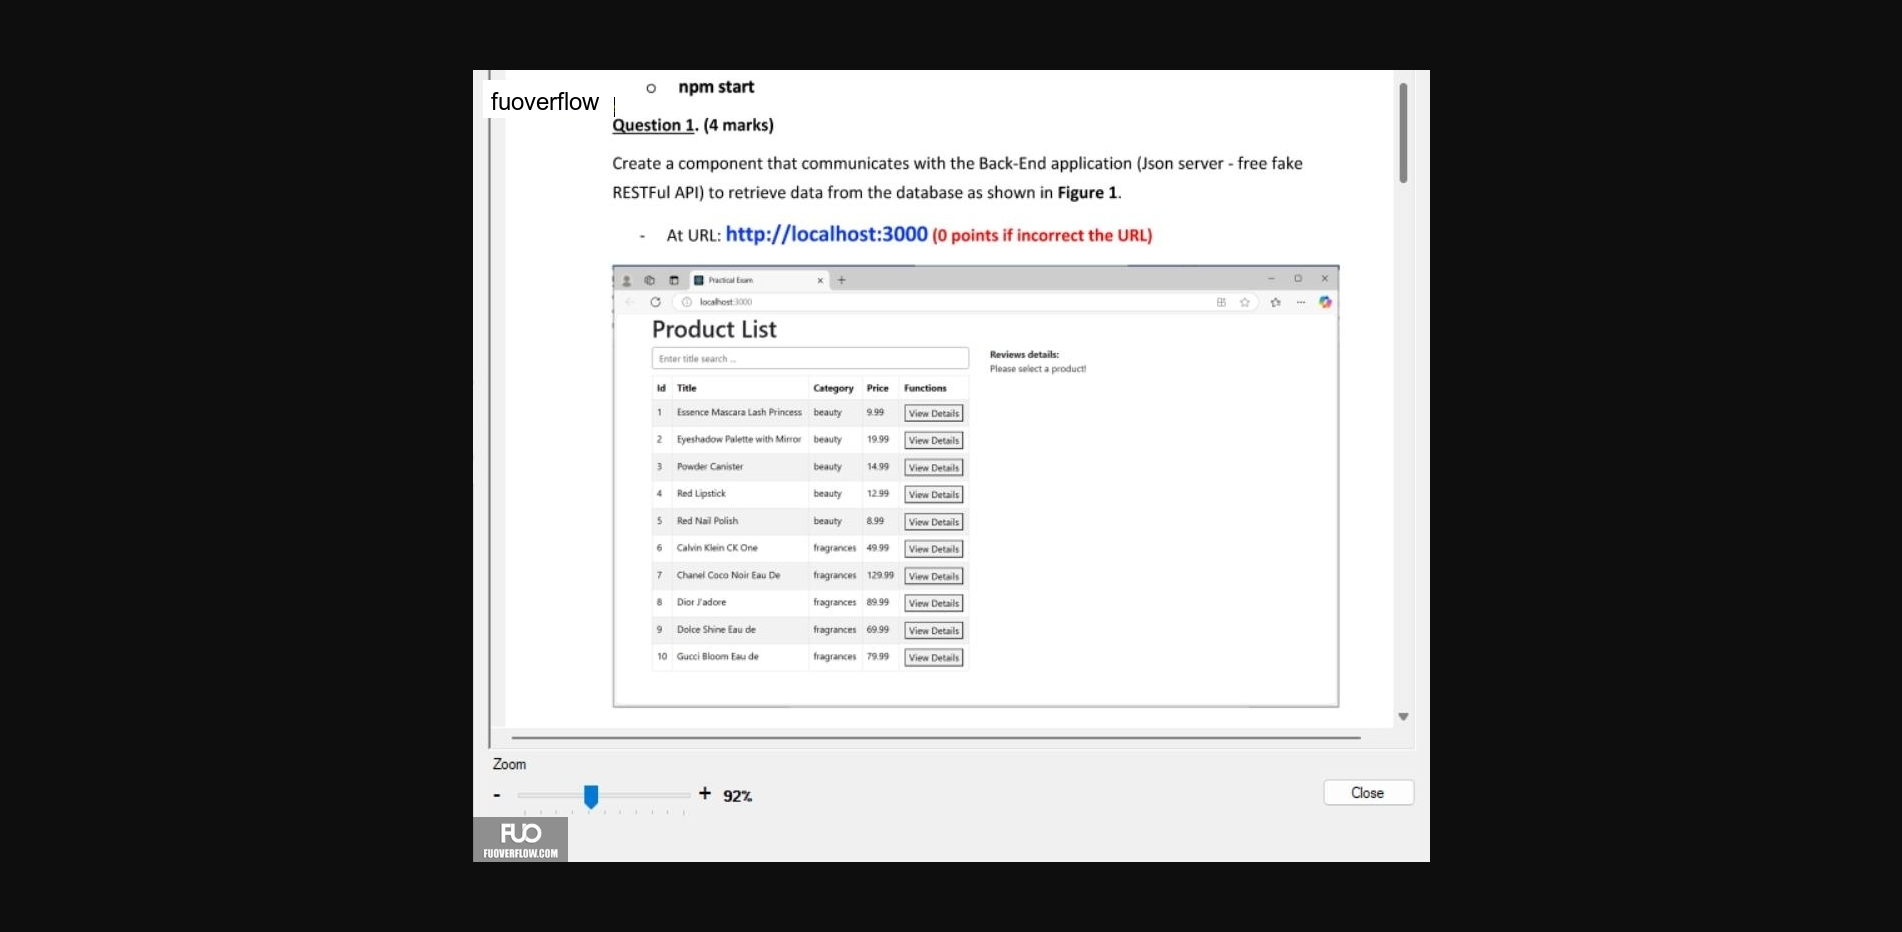 fuoverflow
o npm start
Question 1. (4 marks)
Create a component that communicates with the Back-End application (Json server - free fake
RESTFul API) to retrieve data from the database as shown in Figure 1.
- At URL: http://localhost:3000 (0 points if incorrect the URL)
Practical Exam
localhost:3000
Product List
Enter title search ...
Reviews details:
Please select a product!
Id Title Category Price Functions
1 Essence Mascara Lash Princess beauty 9.99 View Details
2 Eyeshadow Palette with Mirror beauty 19.99 View Details
3 Powder Canister beauty 14.99 View Details
4 Red Lipstick beauty 12.99 View Details
5 Red Nail Polish beauty 8.99 View Details
6 Calvin Klein CK One fragrances 49.99 View Details
7 Chanel Coco Noir Eau De fragrances 129.99 View Details
8 Dior J'adore fragrances 89.99 View Details
9 Dolce Shine Eau de fragrances 69.99 View Details
10 Gucci Bloom Eau de fragrances 79.99 View Details
Zoom
- + 92%
Close
FUO
FUOVERFLOW.COM